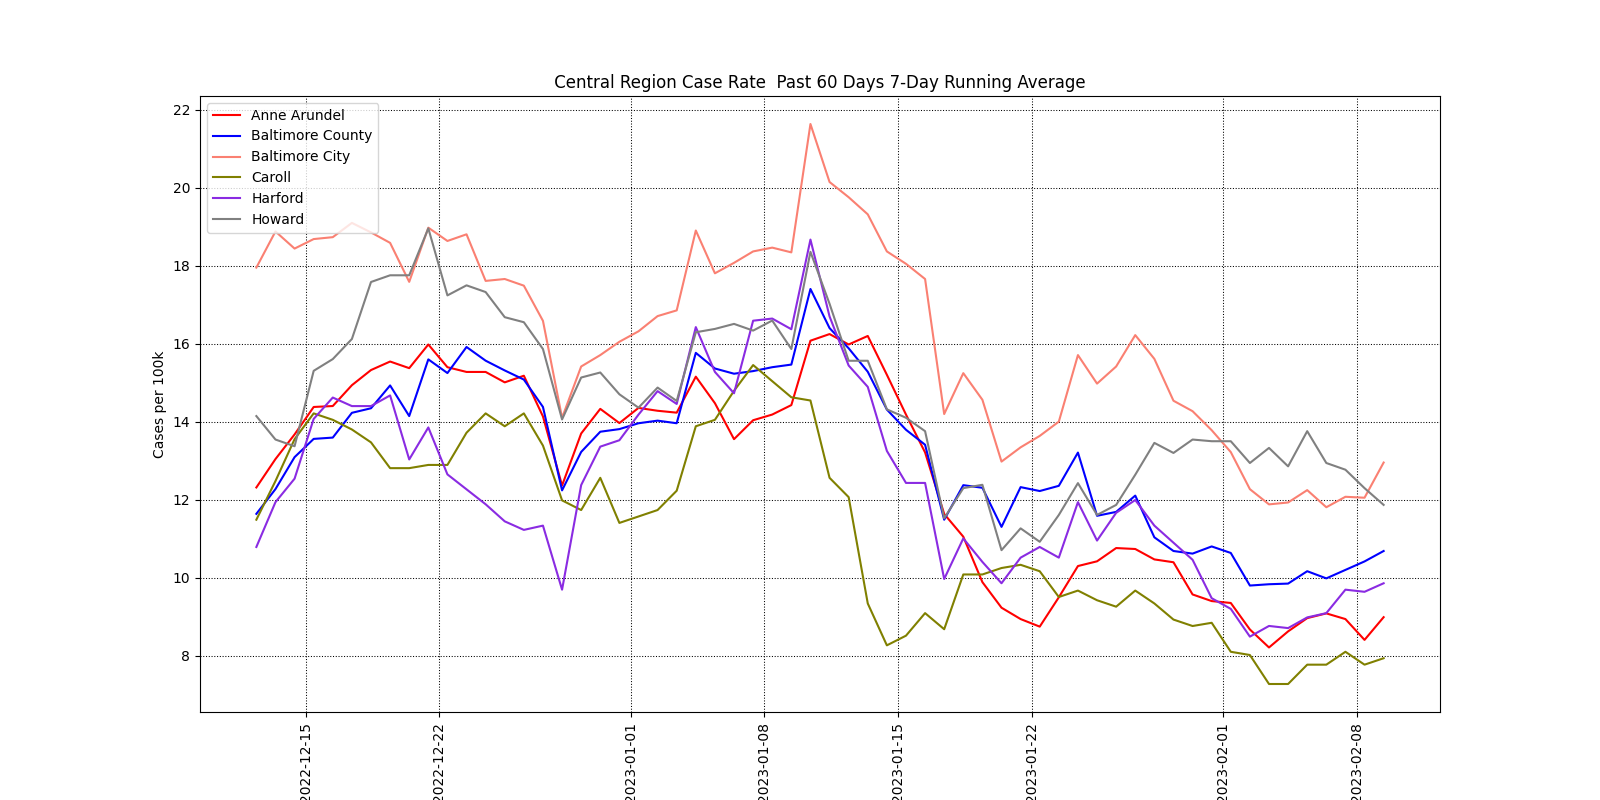 Central Region Case Rate  Past 60 Days 7-Day Running Average
Anne Arundel
Baltimore County
Baltimore City
Caroll
Harford
Howard
Cases per 100k
22
20
18
16
14
12
10
8
2022-12-15
2022-12-22
2023-01-01
2023-01-08
2023-01-15
2023-01-22
2023-02-01
2023-02-08